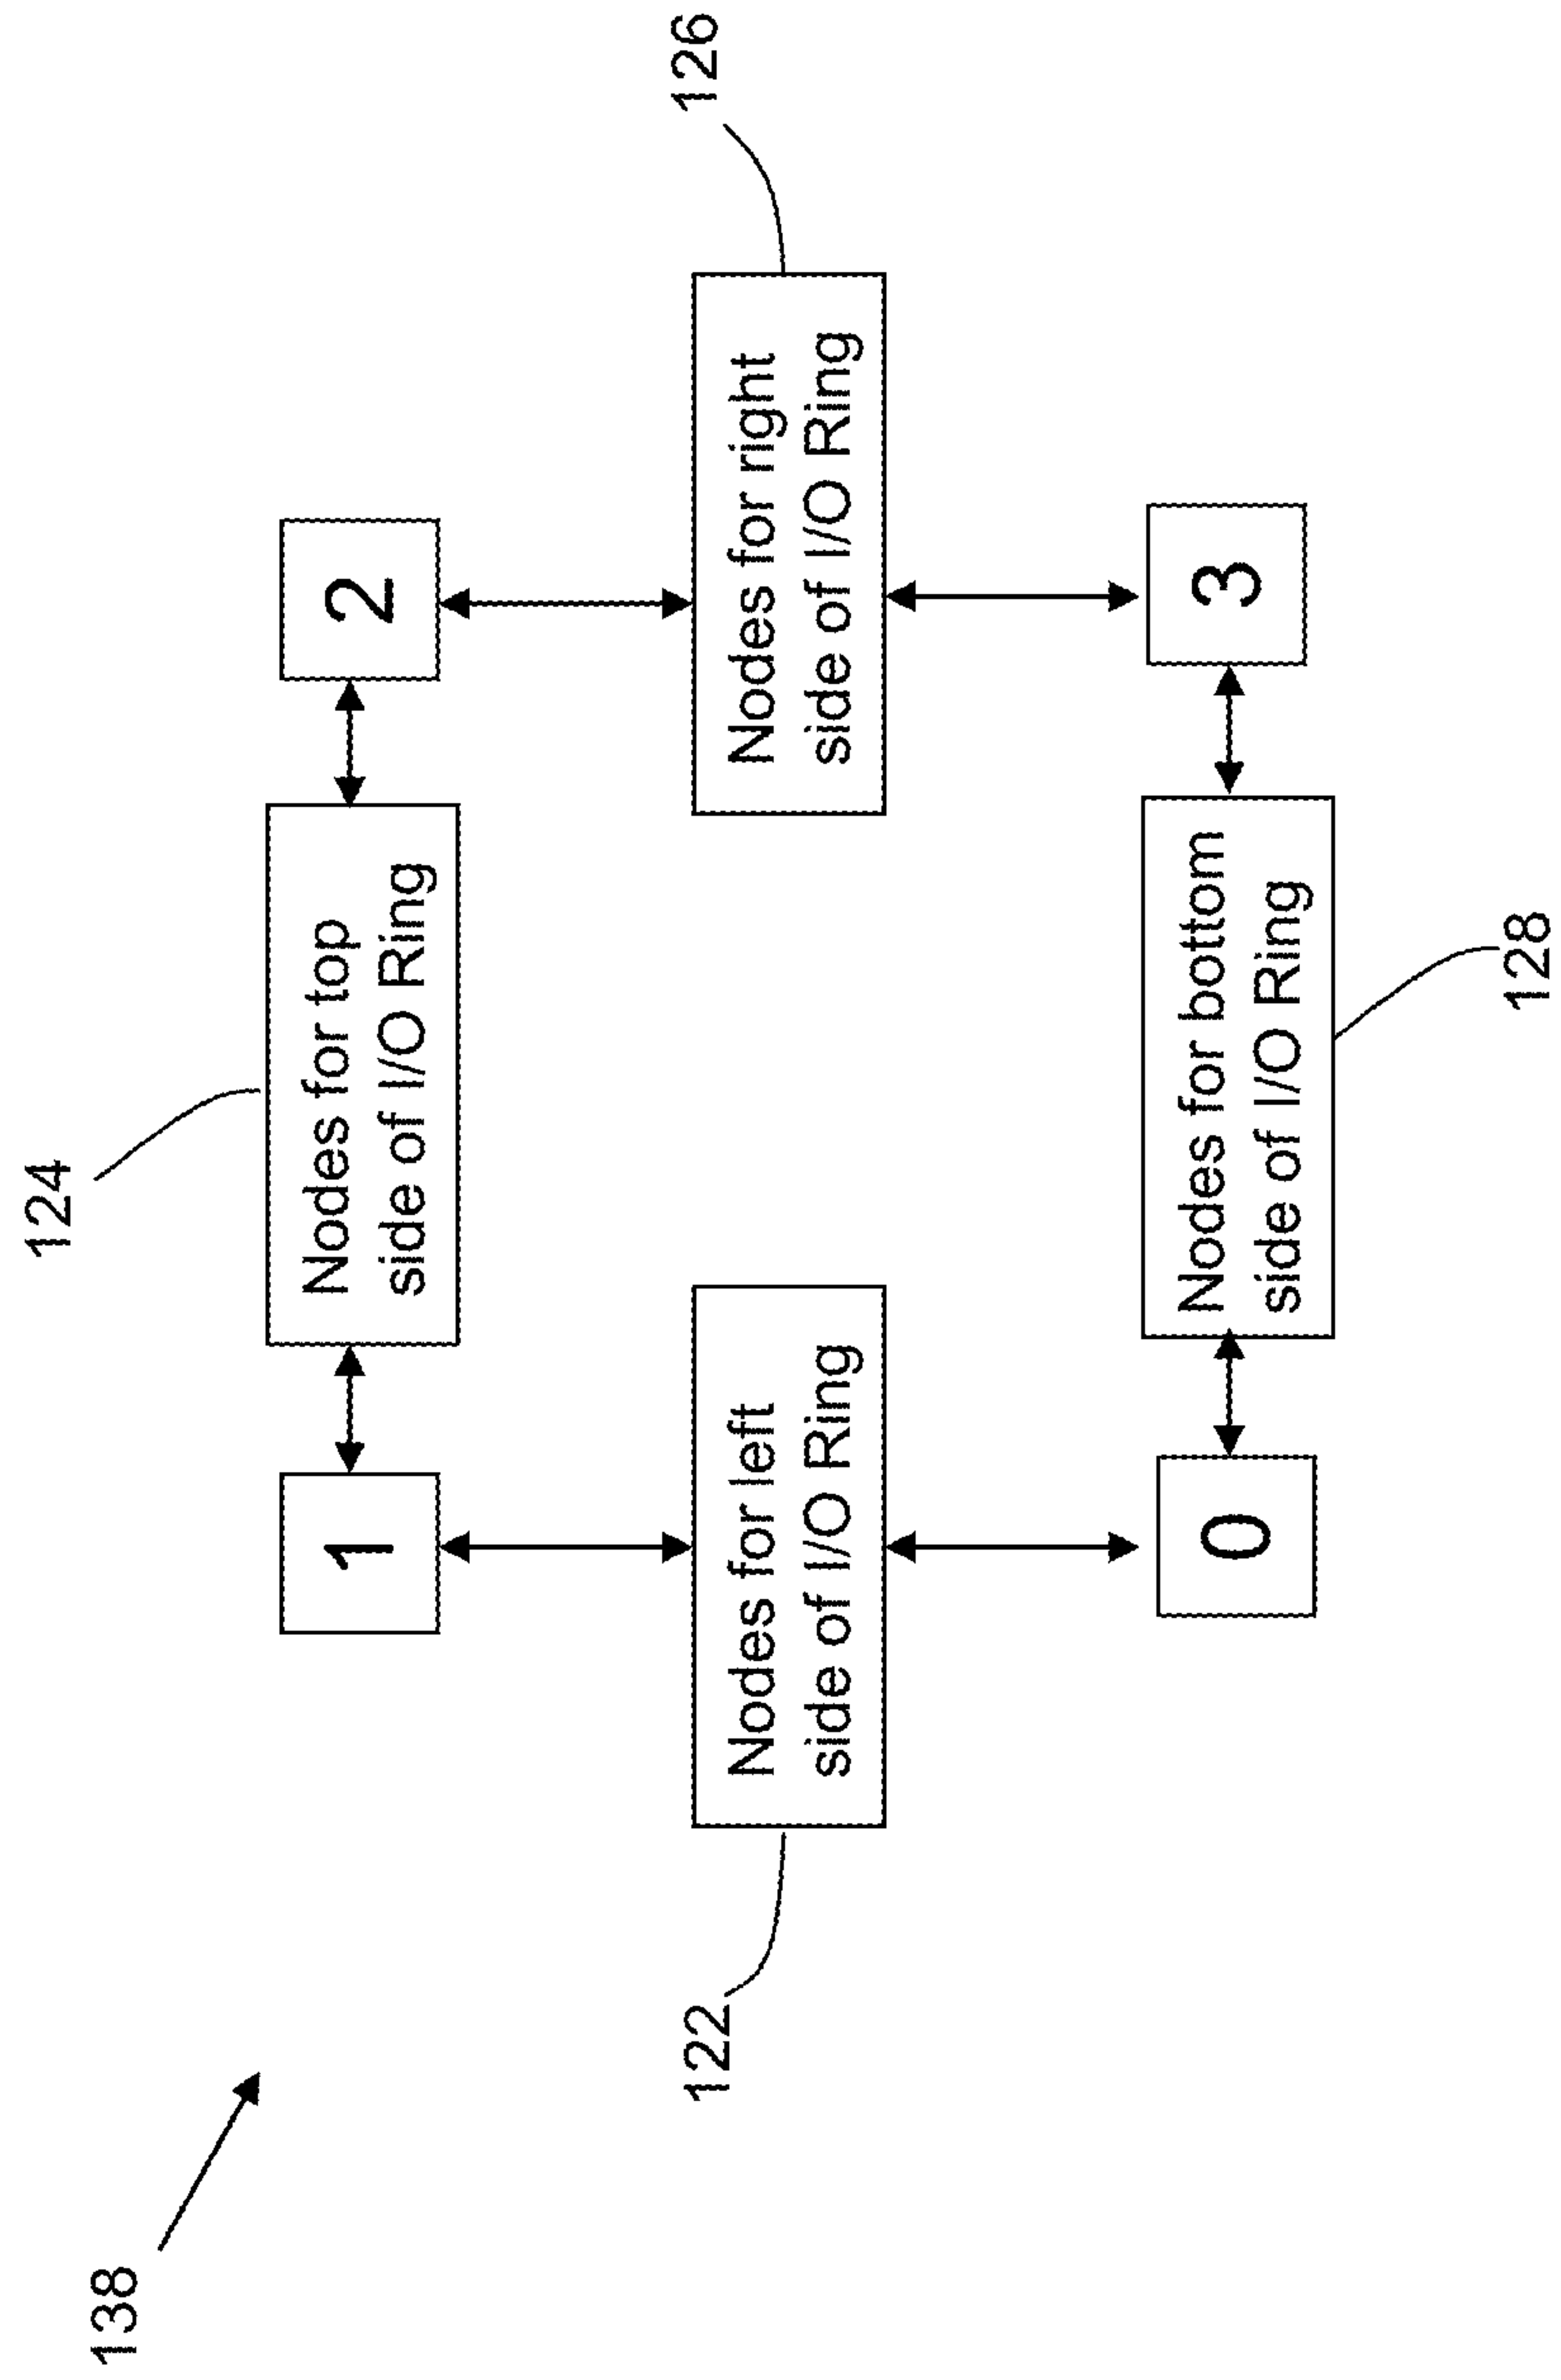 138
124
1
Nodes for top
side of I/O Ring
2
122
Nodes for left
side of I/O Ring
Nodes for right
side of I/O Ring
126
0
Nodes for bottom
side of I/O Ring
3
128